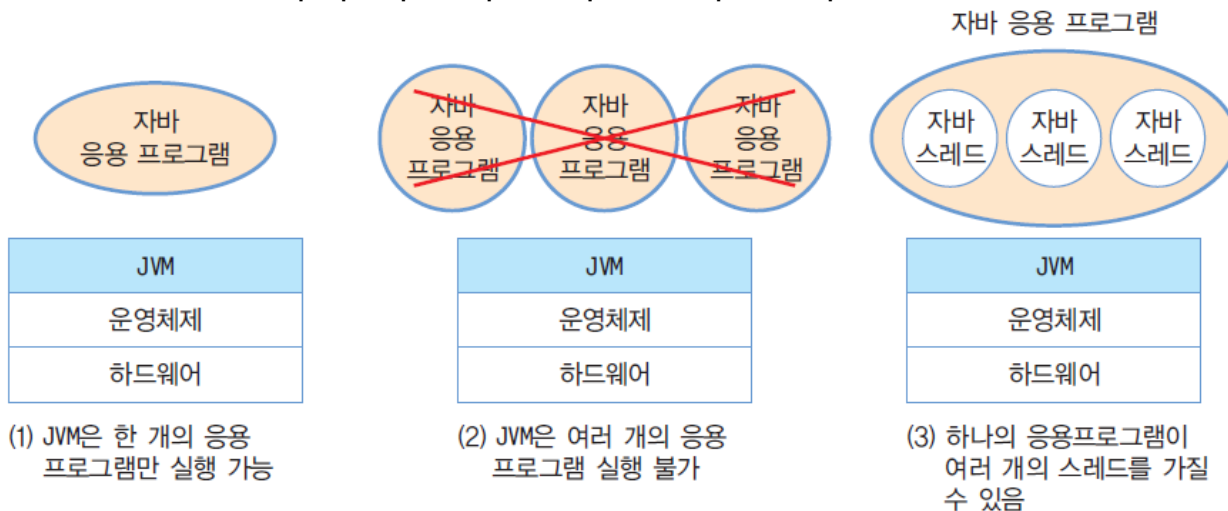 자바 응용 프로그램
자바
응용 프로그램
JVM
운영체제
하드웨어
(1) JVM은 한 개의 응용
프로그램만 실행 가능
자바
응용
프로그램
자바
응용
프로그램
자바
응용
프로그램
JVM
운영체제
하드웨어
(2) JVM은 여러 개의 응용
프로그램 실행 불가
자바
스레드
자바
스레드
자바
스레드
JVM
운영체제
하드웨어
(3) 하나의 응용프로그램이
여러 개의 스레드를 가질
수 있음